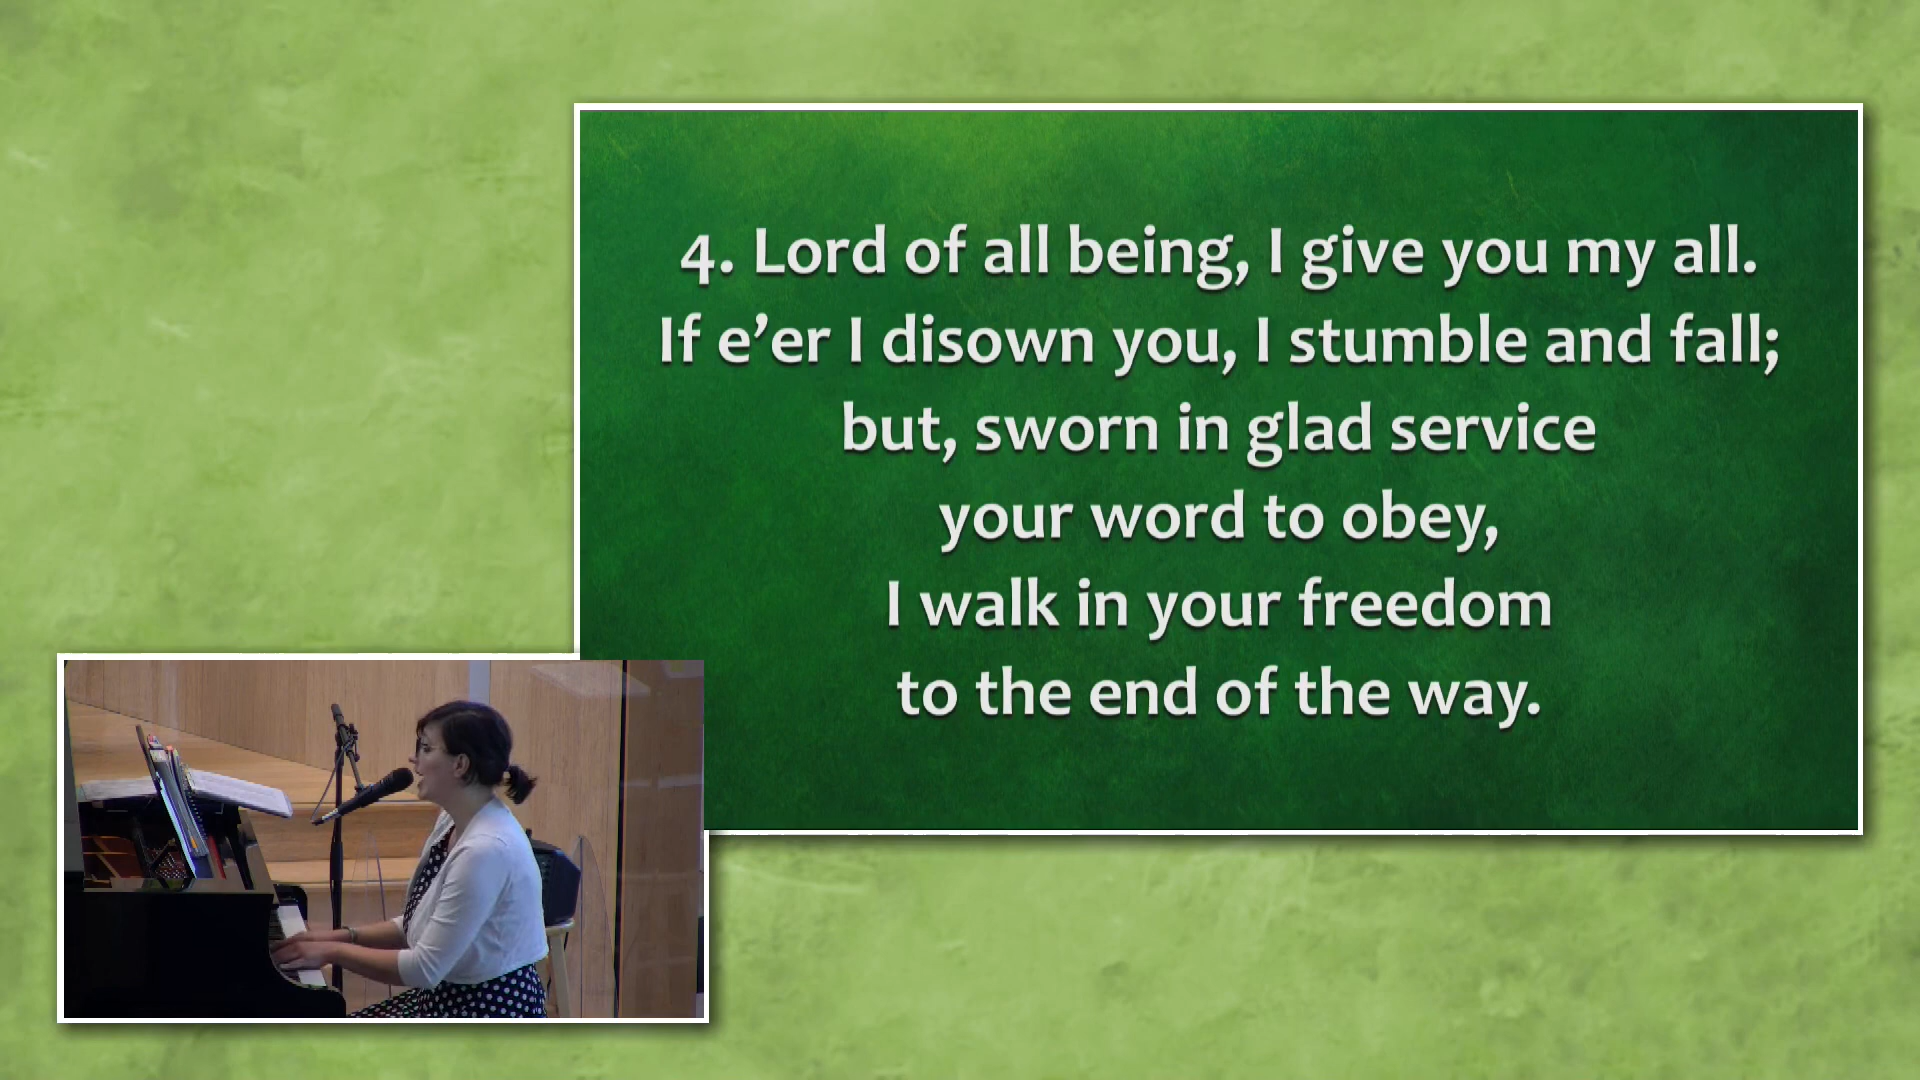 4. Lord of all being, I give you my all.
If e’er I disown you, I stumble and fall;
but, sworn in glad service
your word to obey,
I walk in your freedom
to the end of the way.